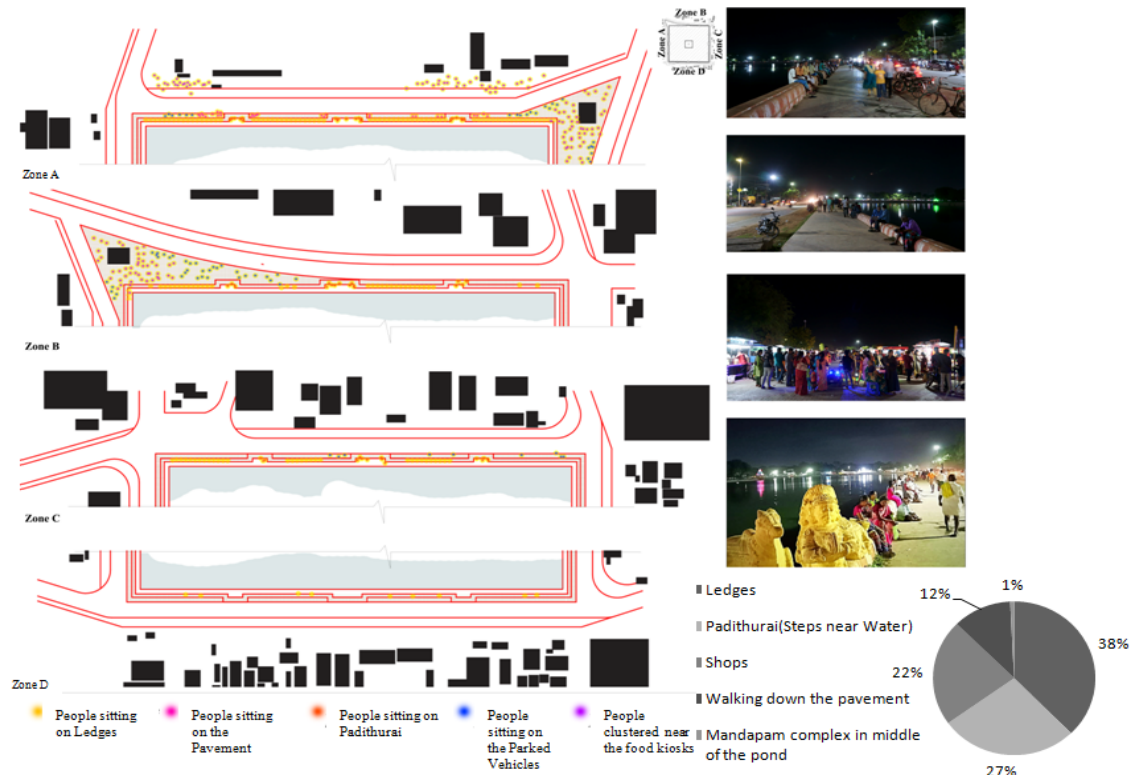 Zone B
Zone A
Zone C
Zone D
Zone A
Zone B
Zone C
Zone D
People sitting
on Ledges
People sitting
on the
Pavement
People sitting on
Padithurai
People
sitting on
the Parked
Vehicles
People
clustered near
the food kiosks
Ledges
Padithurai(Steps near Water)
Shops
Walking down the pavement
Mandapam complex in middle
of the pond
12%
1%
38%
22%
27%